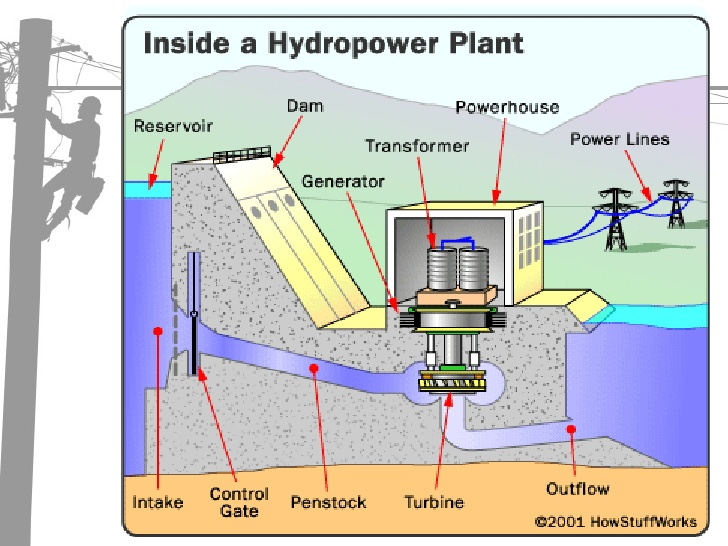 Inside a Hydropower Plant
Dam
Powerhouse
Reservoir
Transformer
Power Lines
Generator
Intake
Control
Gate
Penstock
Turbine
Outflow
©2001 HowStuffWorks